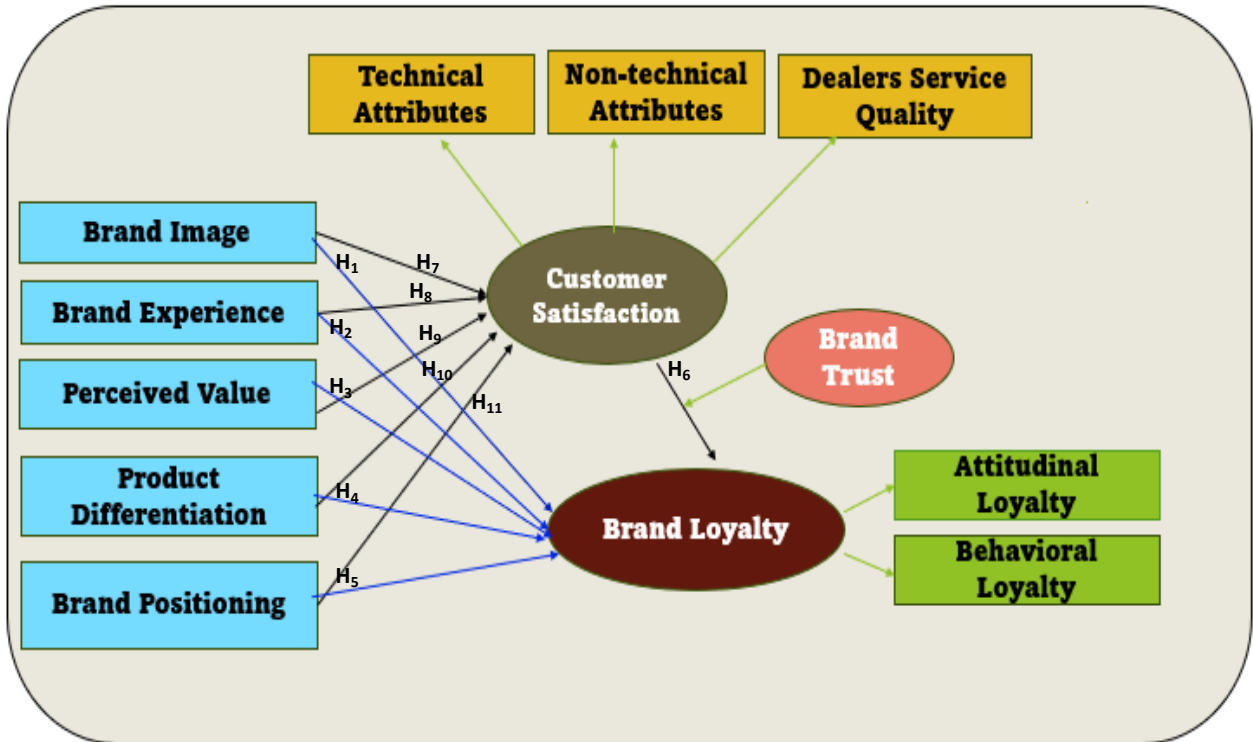 Technical
Attributes
Non-technical
Attributes
Dealers Service
Quality
Brand Image
H1
H7
Customer
Satisfaction
H8
Brand Experience
H2
H9
Brand
Trust
Perceived Value
H3
H10
H6
H11
Product
Differentiation
H4
Attitudinal
Loyalty
Brand Loyalty
Behavioral
Loyalty
H5
Brand Positioning